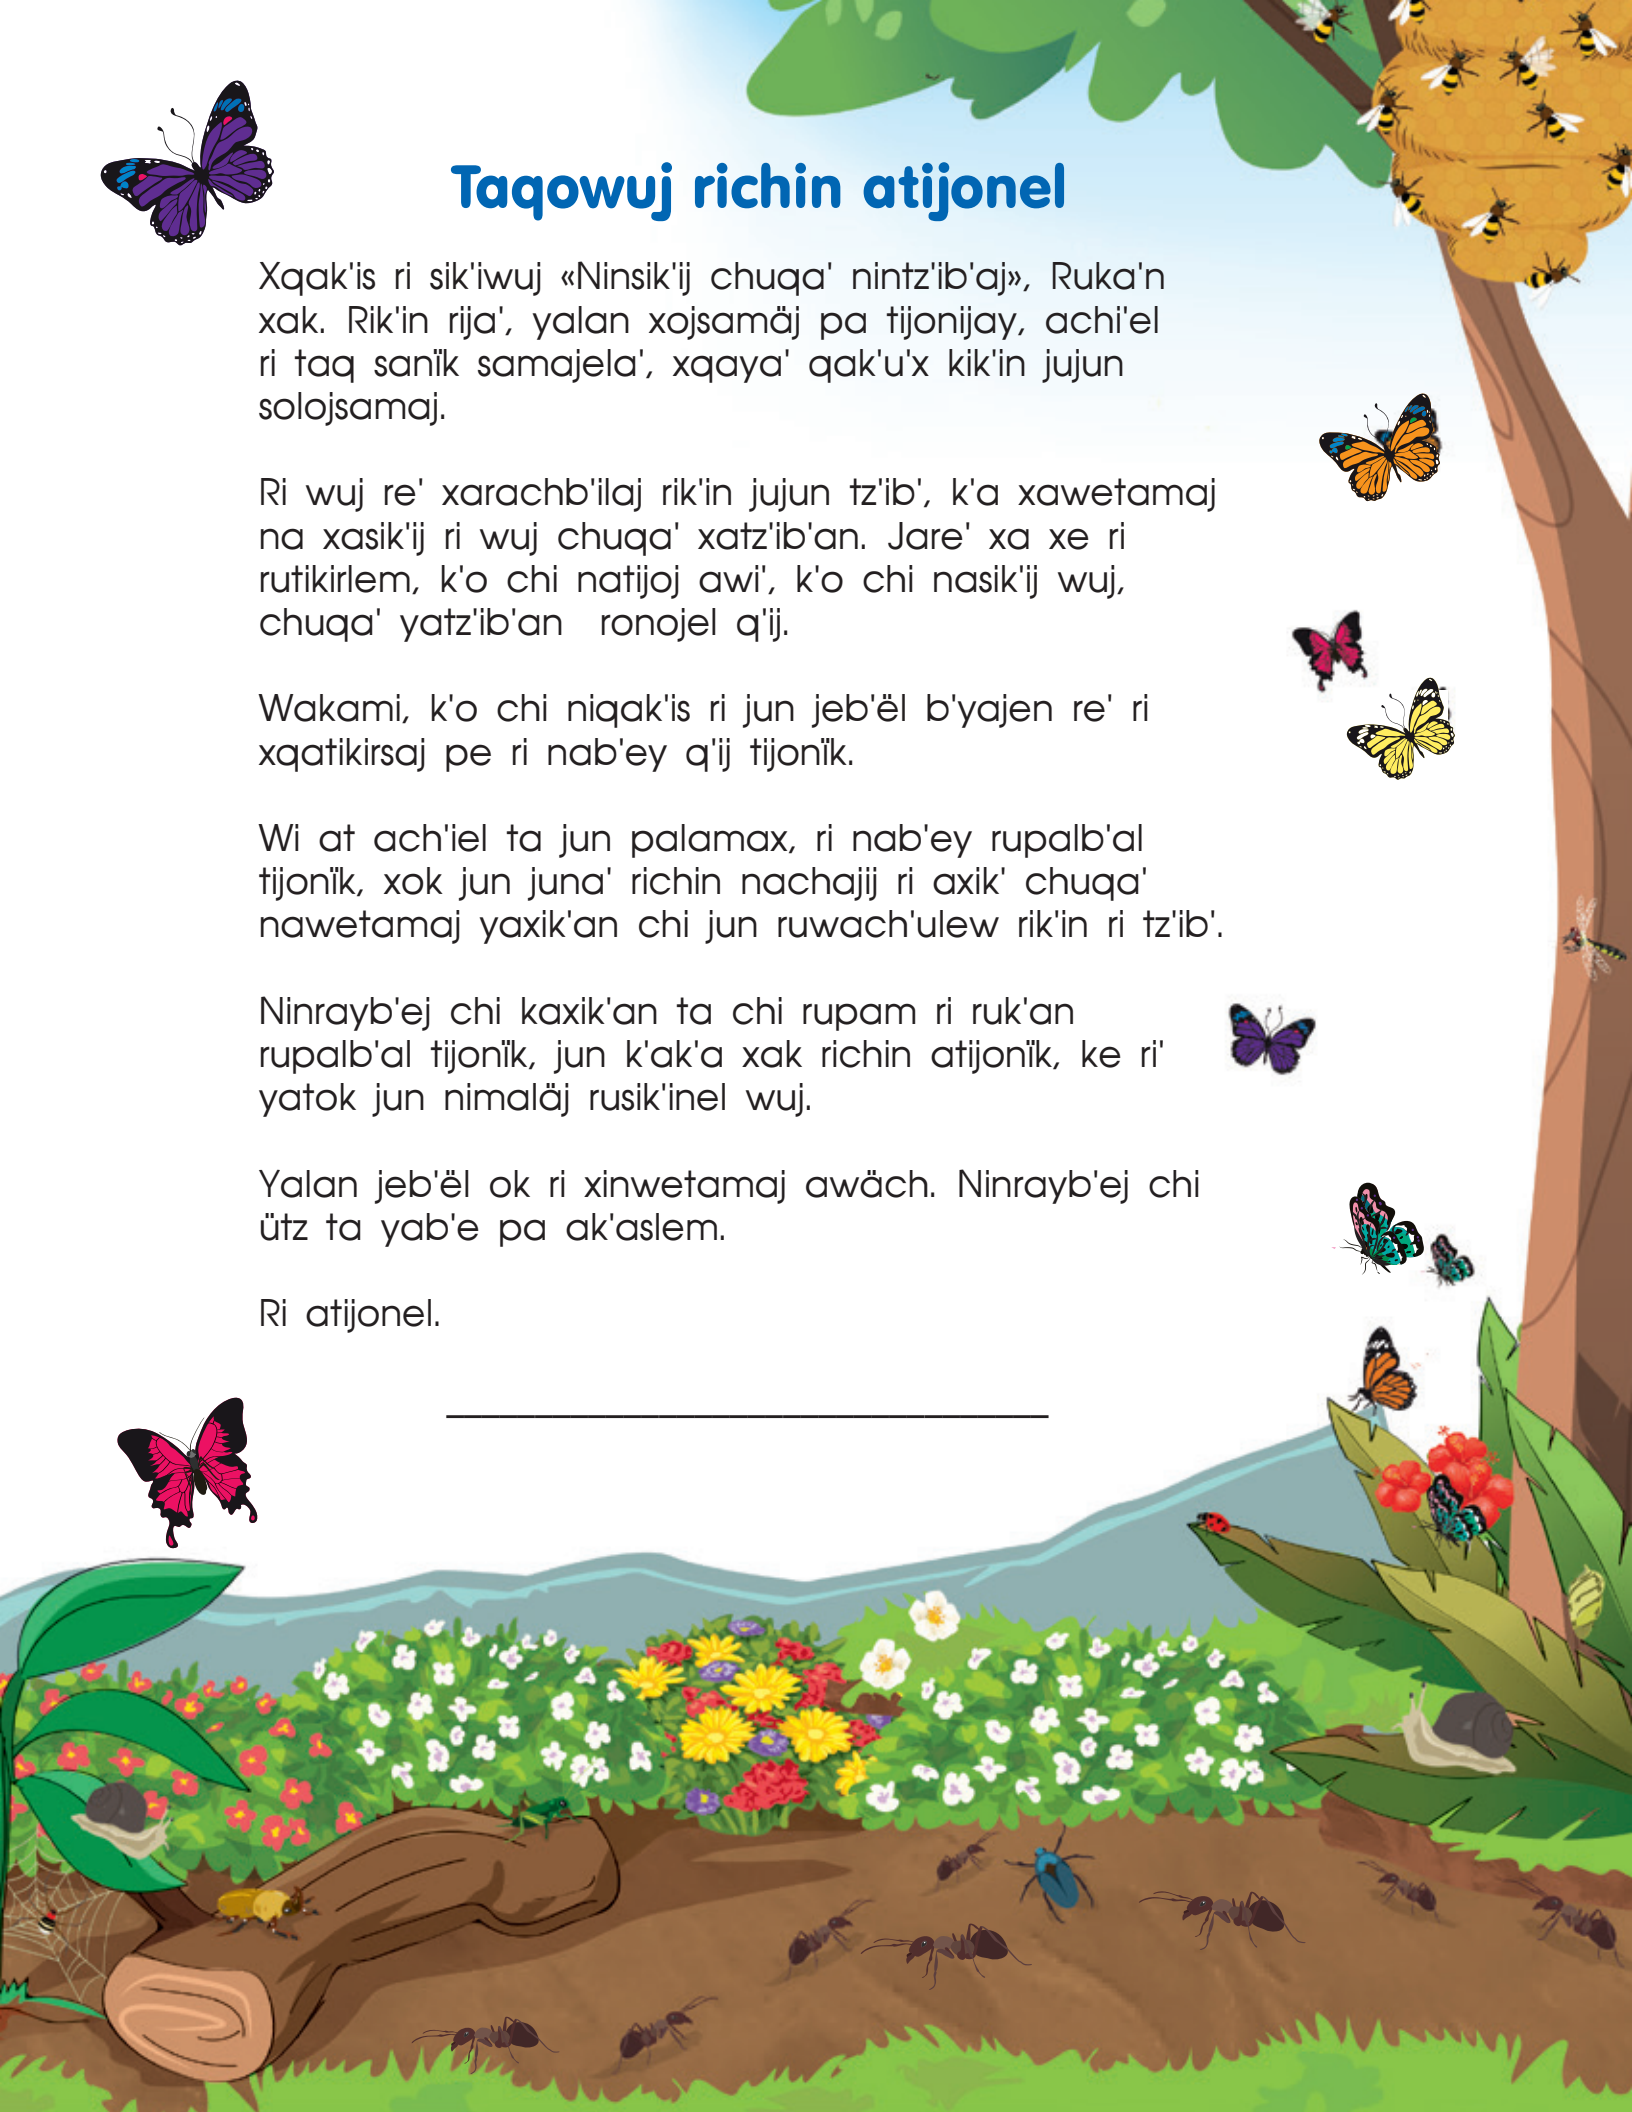 Taqowuj richin atijonel
Xqak'is ri sik'iwuj «Ninsik'ij chuqa' nintz'ib'aj», Ruka'n
xak. Rik'in rija', yalan xojsamäj pa tijonijay, achi'el
ri taq sanïk samajela', xqaya' qak'u'x kik'in jujun
solojsamaj.
Ri wuj re' xarachb'ilaj rik'in jujun tz'ib', k'a xawetamaj
na xasik'ij ri wuj chuqa' xatz'ib'an. Jare' xa xe ri
rutikirlem, k'o chi natijoj awi', k'o chi nasik'ij wuj,
chuqa' yatz'ib'an ronojel q'ij.
Wakami, k'o chi niqak'is ri jun jeb'ël b'yajen re' ri
xqatikirsaj pe ri nab'ey q'ij tijonïk.
Wi at ach'iel ta jun palamax, ri nab'ey rupalb'al
tijonïk, xok jun juna' richin nachajij ri axik' chuqa'
nawetamaj yaxik'an chi jun ruwach'ulew rik'in ri tz'ib'.
Ninrayb'ej chi kaxik'an ta chi rupam ri ruk'an
rupalb'al tijonïk, jun k'ak'a xak richin atijonïk, ke ri'
yatok jun nimaläj rusik'inel wuj.
Yalan jeb'ël ok ri xinwetamaj awäch. Ninrayb'ej chi
ütz ta yab'e pa ak'aslem.
Ri atijonel.